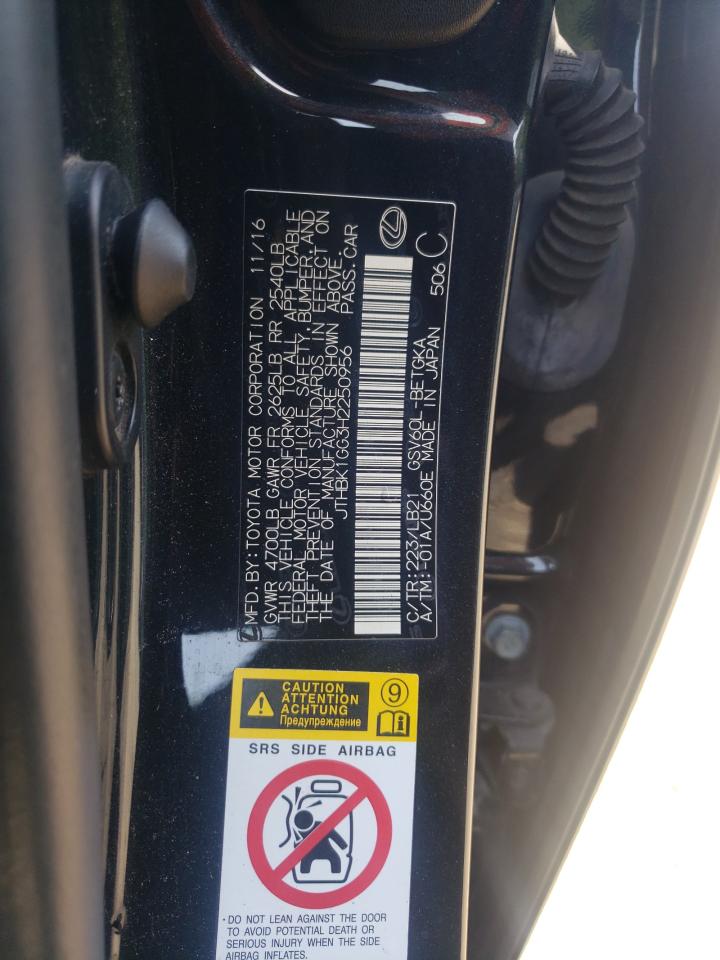 MFD.BY:TOYOTA MOTOR CORPORATION 11/16
GVWR 4700LB GAWR FR 2625LB RR 2540LB
THIS VEHICLE CONFORMS TO ALL APPLICABLE
FEDERAL MOTOR VEHICLE SAFETY, BUMPER, AND
THEFT PREVENTION STANDARDS IN EFFECT ON
THE DATE OF MANUFACTURE SHOWN ABOVE.
JTHBK1GG3H2250956 PASS.CAR
C/TR:223/LB21 GSV60L-BETGKA
A/TM:-01A/U660E MADE IN JAPAN 506 C
CAUTION
ATTENTION
ACHTUNG
Предупреждение
9
SRS SIDE AIRBAG
· DO NOT LEAN AGAINST THE DOOR
TO AVOID POTENTIAL DEATH OR
SERIOUS INJURY WHEN THE SIDE
AIRBAG INFLATES.